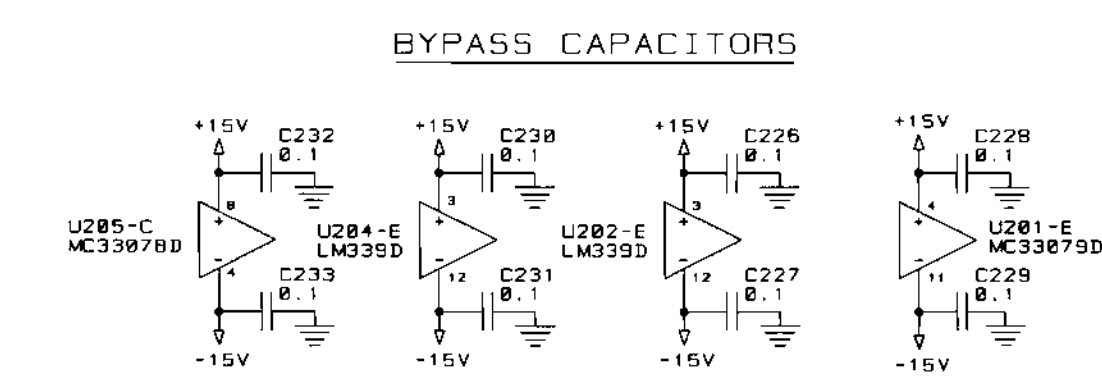 BYPASS CAPACITORS
+15V
C232
0.1
8
+
U205-C
MC33078D
-
4
C233
0.1
-15V
+15V
C230
0.1
3
+
U204-E
LM339D
-
12
C231
0.1
-15V
+15V
C226
0.1
3
+
U202-E
LM339D
-
12
C227
0.1
-15V
+15V
C228
0.1
4
+
U201-E
MC33079D
-
11
C229
0.1
-15V